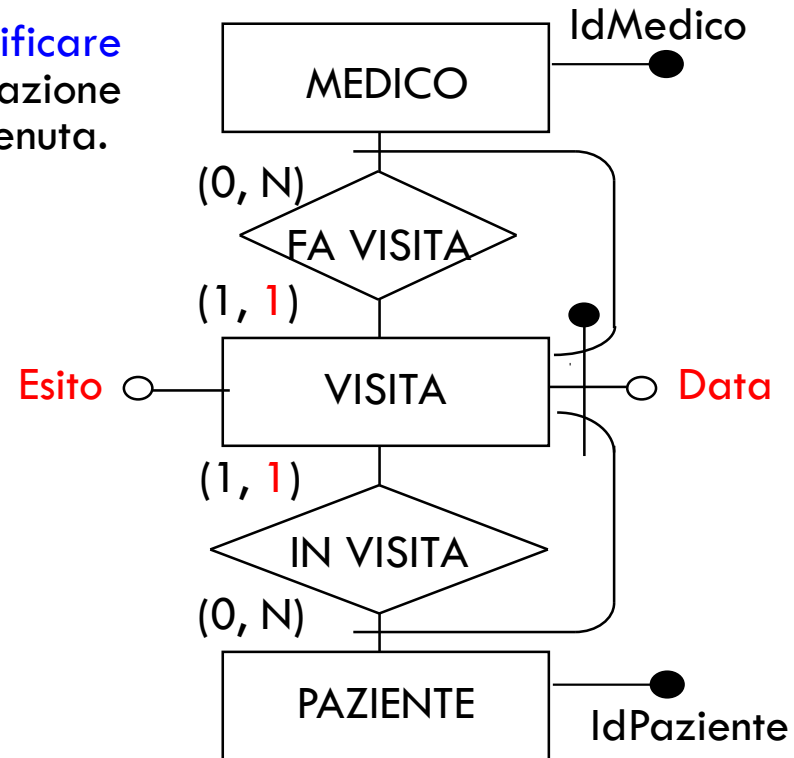 ificare
azione
enuta.
IdMedico
MEDICO
(0, N)
FA VISITA
(1, 1)
Esito
VISITA
Data
(1, 1)
IN VISITA
(0, N)
PAZIENTE
IdPaziente